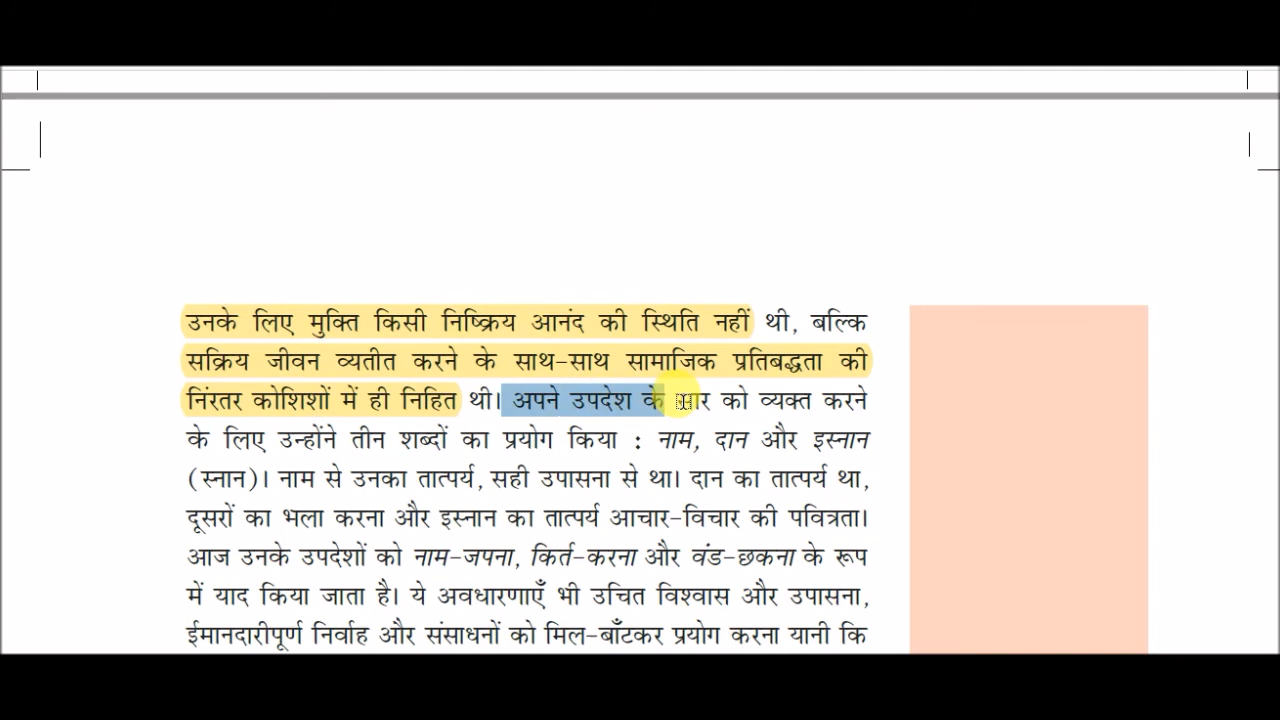 उनके लिए मुक्ति किसी निष्क्रिय आनंद की स्थिति नहीं थी, बल्कि
सक्रिय जीवन व्यतीत करने के साथ-साथ सामाजिक प्रतिबद्धता की
निंरतर कोशिशों में ही निहित थी। अपने उपदेश के सार को व्यक्त करने
के लिए उन्होंने तीन शब्दों का प्रयोग किया : नाम, दान और इस्नान
(स्नान)। नाम से उनका तात्पर्य, सही उपासना से था। दान का तात्पर्य था,
दूसरों का भला करना और इस्नान का तात्पर्य आचार-विचार की पवित्रता।
आज उनके उपदेशों को नाम-जपना, किर्त-करना और वंड-छकना के रूप
में याद किया जाता है। ये अवधारणाएँ भी उचित विश्वास और उपासना,
ईमानदारीपूर्ण निर्वाह और संसाधनों को मिल-बाँटकर प्रयोग करना यानी कि